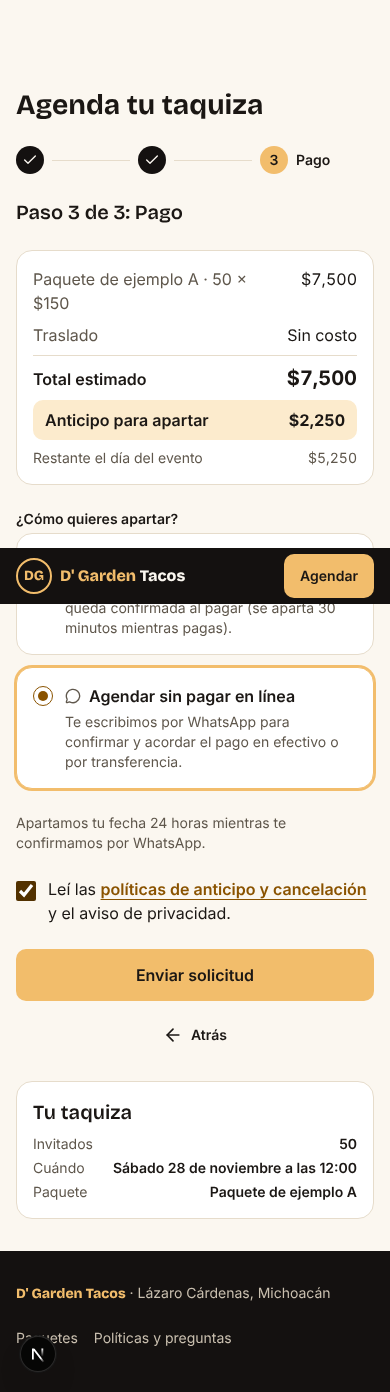 Agenda tu taquiza
3 Pago
Paso 3 de 3: Pago
Paquete de ejemplo A · 50 × $7,500
$150
Traslado Sin costo
Total estimado $7,500
Anticipo para apartar $2,250
Restante el día del evento $5,250
¿Cómo quieres apartar?
DG D' Garden Tacos Agendar
queda confirmada al pagar (se aparta 30
minutos mientras pagas).
Agendar sin pagar en línea
Te escribimos por WhatsApp para
confirmar y acordar el pago en efectivo o
por transferencia.
Apartamos tu fecha 24 horas mientras te
confirmamos por WhatsApp.
Leí las políticas de anticipo y cancelación
y el aviso de privacidad.
Enviar solicitud
Atrás
Tu taquiza
Invitados 50
Cuándo Sábado 28 de noviembre a las 12:00
Paquete Paquete de ejemplo A
D' Garden Tacos · Lázaro Cárdenas, Michoacán
Políticas y preguntas
N